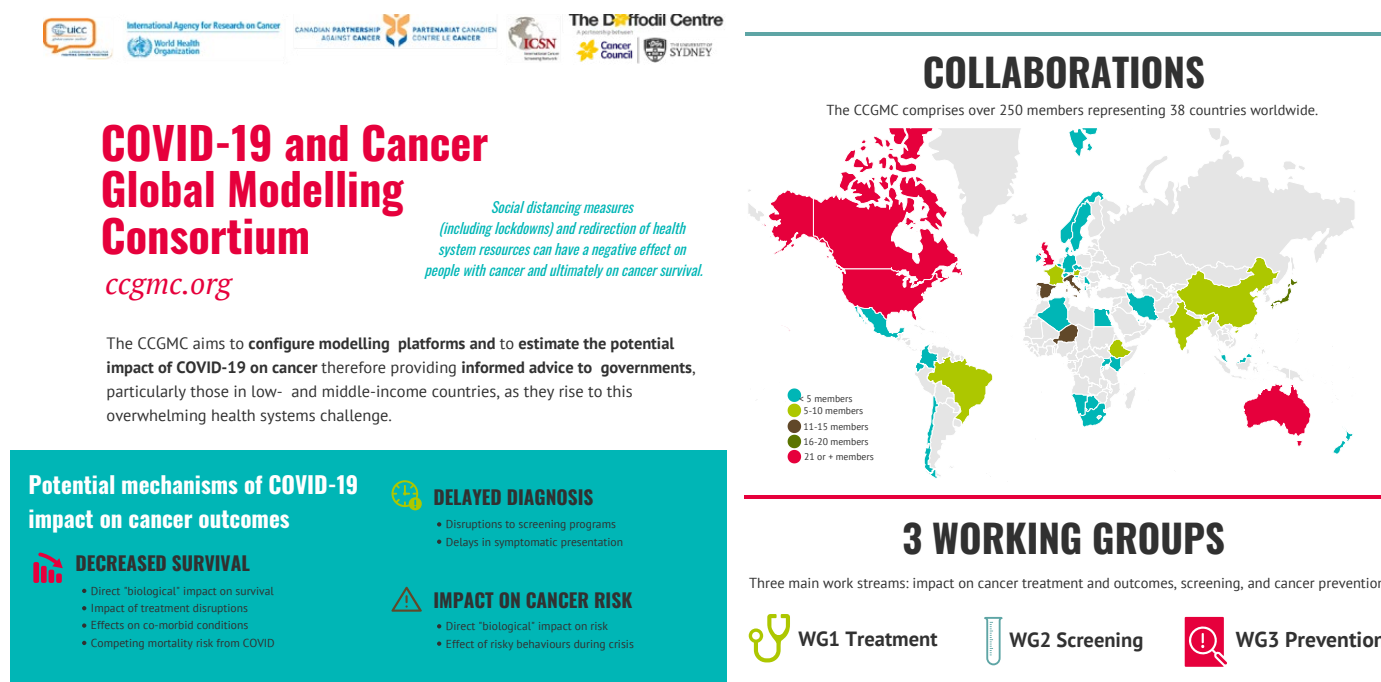 uicc
International Agency for Research on Cancer
World Health
Organization
CANADIAN PARTNERSHIP
AGAINST CANCER
PARTENARIAT CANADIEN
CONTRE LE CANCER
ICSN
The Daffodil Centre
A partnership between
Cancer
Council
THE UNIVERSITY OF
SYDNEY
COVID-19 and Cancer
Global Modelling
Consortium
ccgmc.org
Social distancing measures
(including lockdowns) and redirection of health
system resources can have a negative effect on
people with cancer and ultimately on cancer survival.
The CCGMC aims to configure modelling platforms and to estimate the potential
impact of COVID-19 on cancer therefore providing informed advice to governments,
particularly those in low- and middle-income countries, as they rise to this
overwhelming health systems challenge.
Potential mechanisms of COVID-19
impact on cancer outcomes
DECREASED SURVIVAL
• Direct "biological" impact on survival
• Impact of treatment disruptions
• Effects on co-morbid conditions
• Competing mortality risk from COVID
DELAYED DIAGNOSIS
• Disruptions to screening programs
• Delays in symptomatic presentation
IMPACT ON CANCER RISK
• Direct "biological" impact on risk
• Effect of risky behaviours during crisis
COLLABORATIONS
The CCGMC comprises over 250 members representing 38 countries worldwide.
< 5 members
5-10 members
11-15 members
16-20 members
21 or + members
3 WORKING GROUPS
Three main work streams: impact on cancer treatment and outcomes, screening, and cancer prevention
WG1 Treatment
WG2 Screening
WG3 Prevention